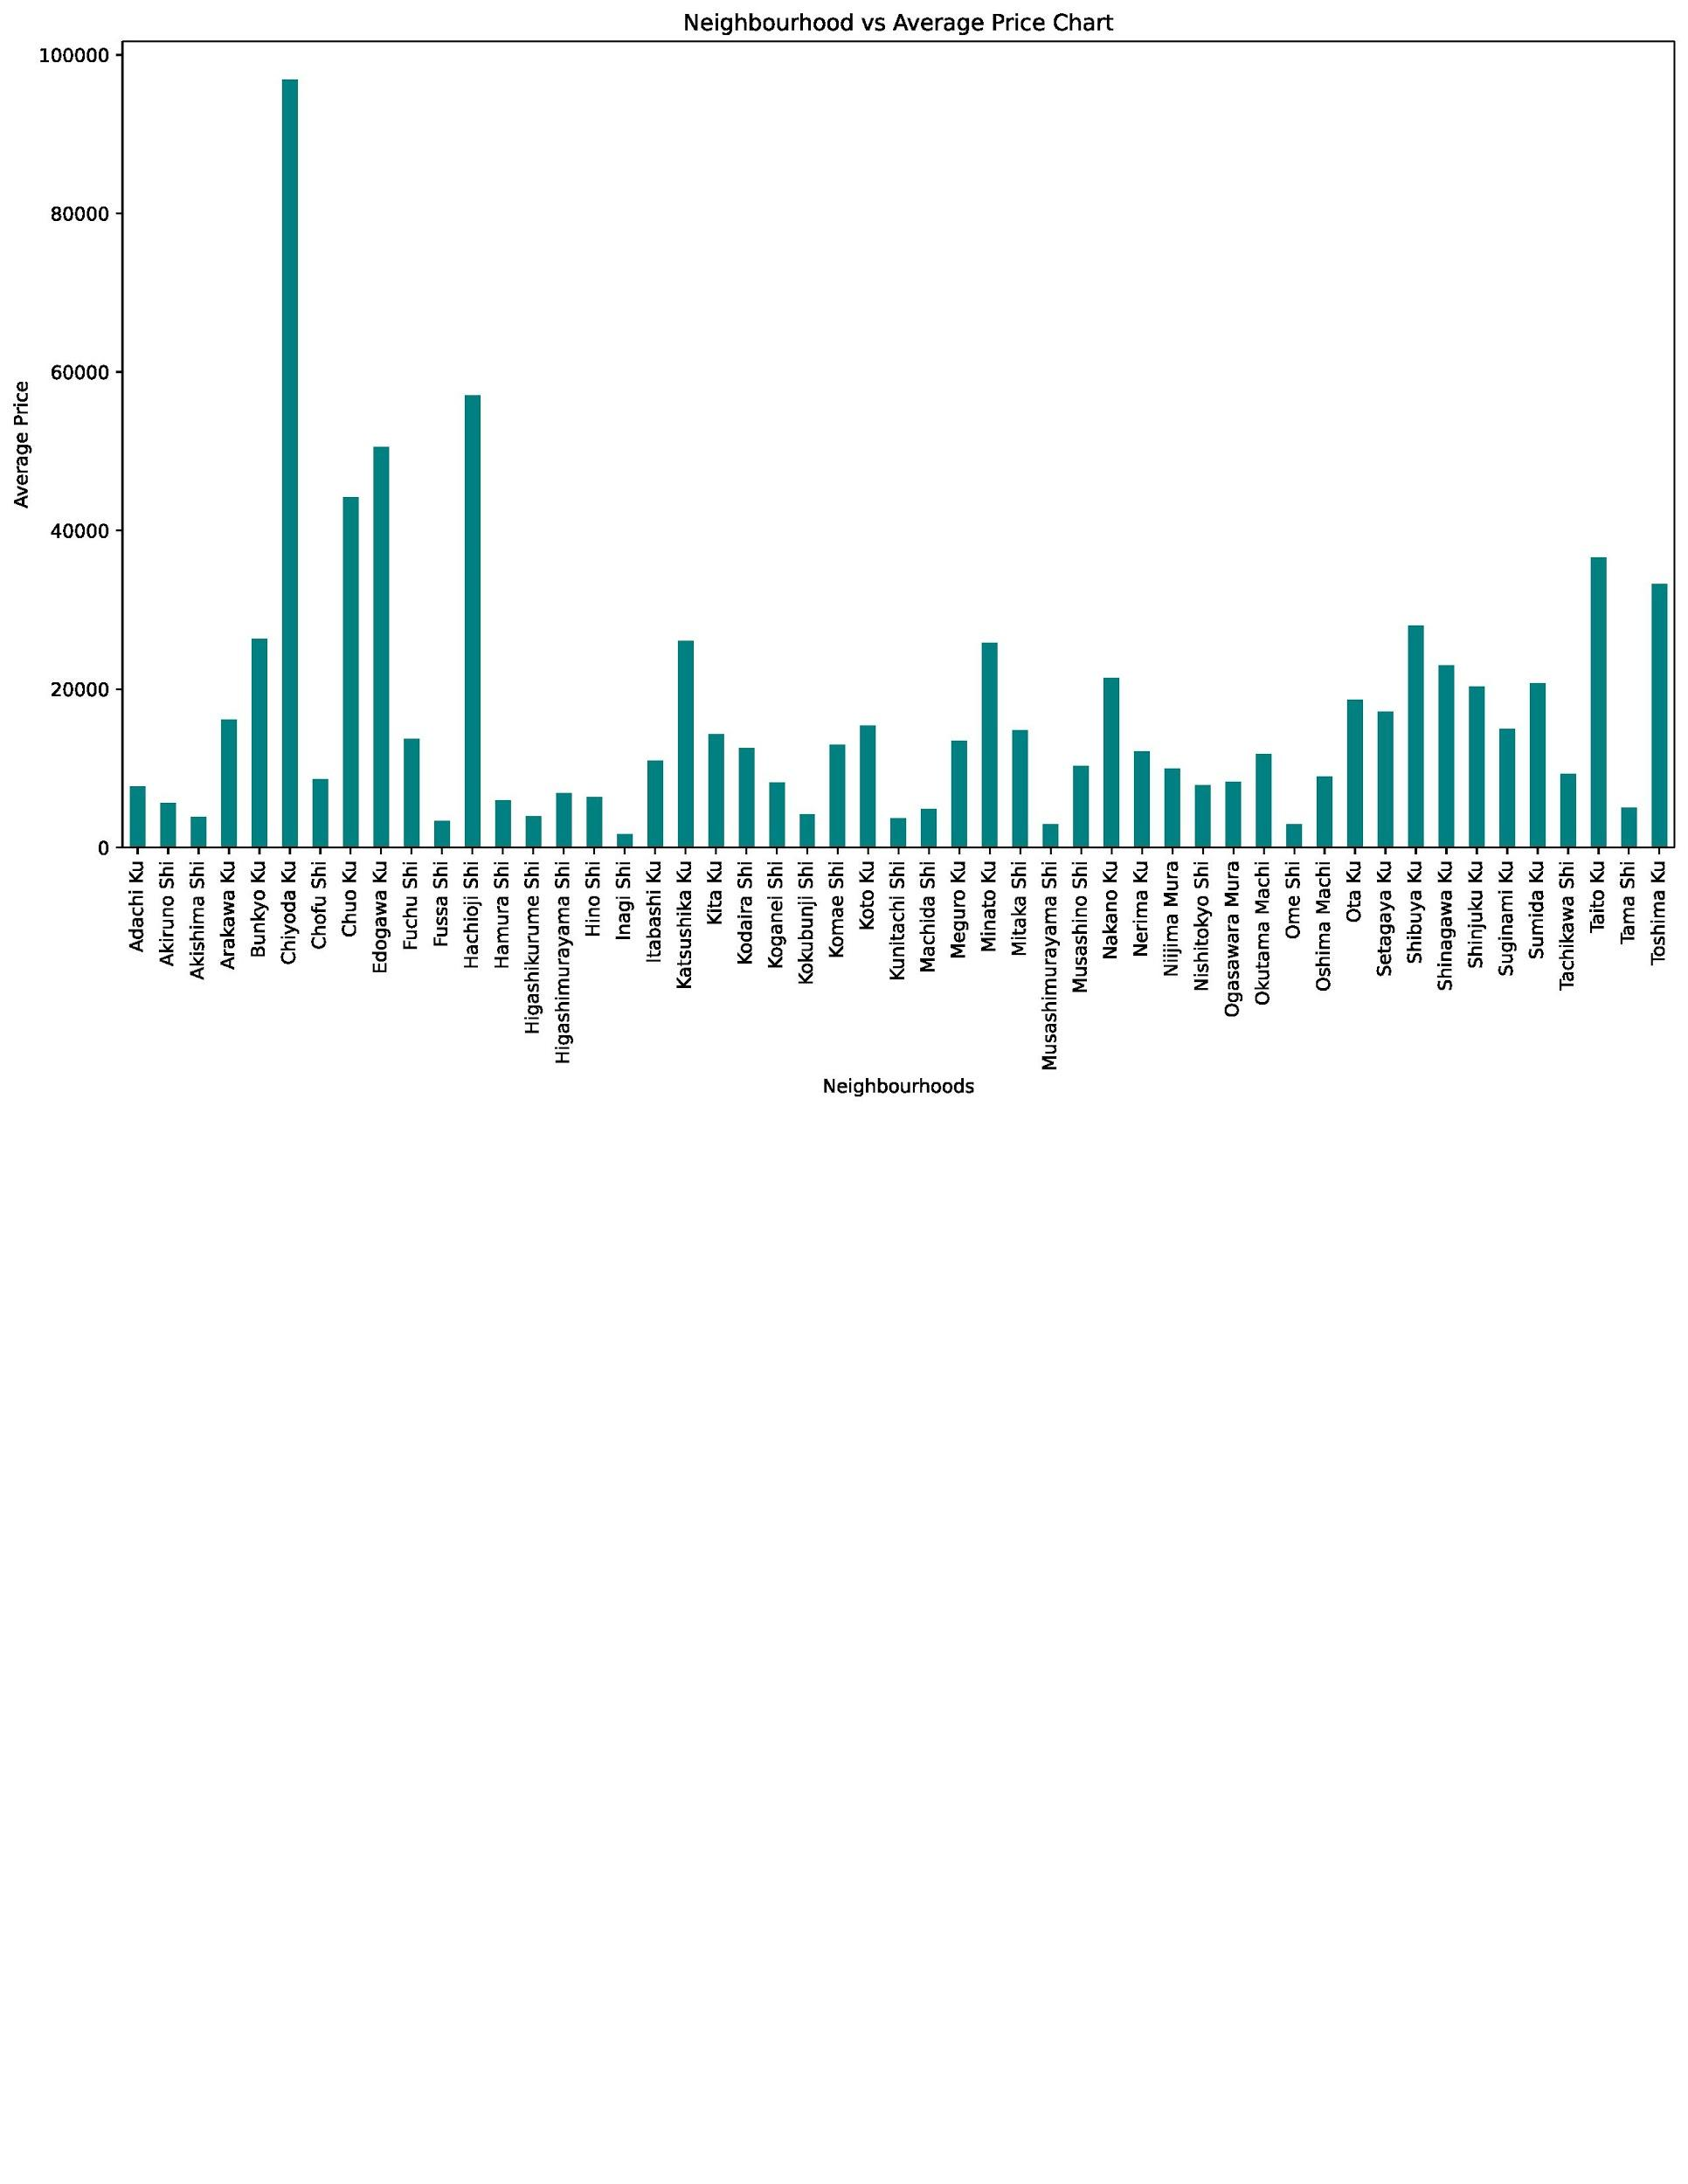 Neighbourhood vs Average Price Chart
100000
80000
60000
40000
20000
0
Average Price
Adachi Ku
Akiruno Shi
Akishima Shi
Arakawa Ku
Bunkyo Ku
Chiyoda Ku
Chofu Shi
Chuo Ku
Edogawa Ku
Fuchu Shi
Fussa Shi
Hachioji Shi
Hamura Shi
Higashikurume Shi
Higashimurayama Shi
Hino Shi
Inagi Shi
Itabashi Ku
Katsushika Ku
Kita Ku
Kodaira Shi
Koganei Shi
Kokubunji Shi
Komae Shi
Koto Ku
Kunitachi Shi
Machida Shi
Meguro Ku
Minato Ku
Mitaka Shi
Musashimurayama Shi
Musashino Shi
Nakano Ku
Nerima Ku
Niijima Mura
Nishitokyo Shi
Ogasawara Mura
Okutama Machi
Ome Shi
Oshima Machi
Ota Ku
Setagaya Ku
Shibuya Ku
Shinagawa Ku
Shinjuku Ku
Suginami Ku
Sumida Ku
Tachikawa Shi
Taito Ku
Tama Shi
Toshima Ku
Neighbourhoods